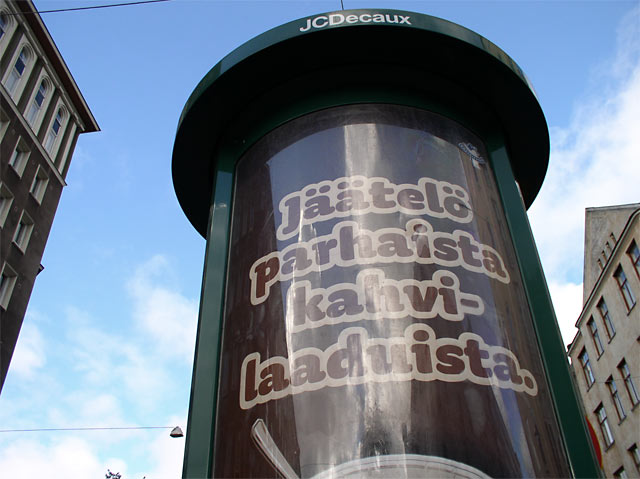 JCDecaux
Jäätelö
parhaista
kahvi-
laaduista.